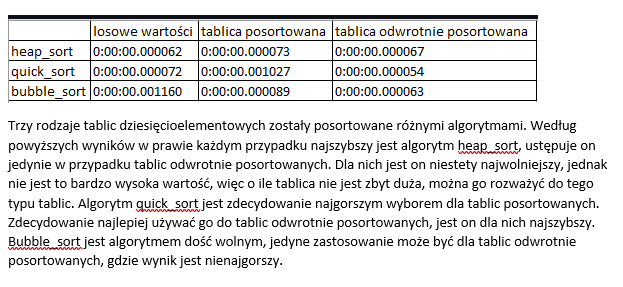 losowe wartości tablica posortowana tablica odwrotnie posortowana
heap_sort 0:00:00.000062 0:00:00.000073 0:00:00.000067
quick_sort 0:00:00.000072 0:00:00.001027 0:00:00.000054
bubble_sort 0:00:00.001160 0:00:00.000089 0:00:00.000063
Trzy rodzaje tablic dziesięcioelementowych zostały posortowane różnymi algorytmami. Według
powyższych wyników w prawie każdym przypadku najszybszy jest algorytm heap_sort, ustępuje on
jedynie w przypadku tablic odwrotnie posortowanych. Dla nich jest on niestety najwolniejszy, jednak
nie jest to bardzo wysoka wartość, więc o ile tablica nie jest zbyt duża, można go rozważyć do tego
typu tablic. Algorytm quick_sort jest zdecydowanie najgorszym wyborem dla tablic posortowanych.
Zdecydowanie najlepiej używać go do tablic odwrotnie posortowanych, jest on dla nich najszybszy.
Bubble_sort jest algorytmem dość wolnym, jedyne zastosowanie może być dla tablic odwrotnie
posortowanych, gdzie wynik jest nienajgorszy.